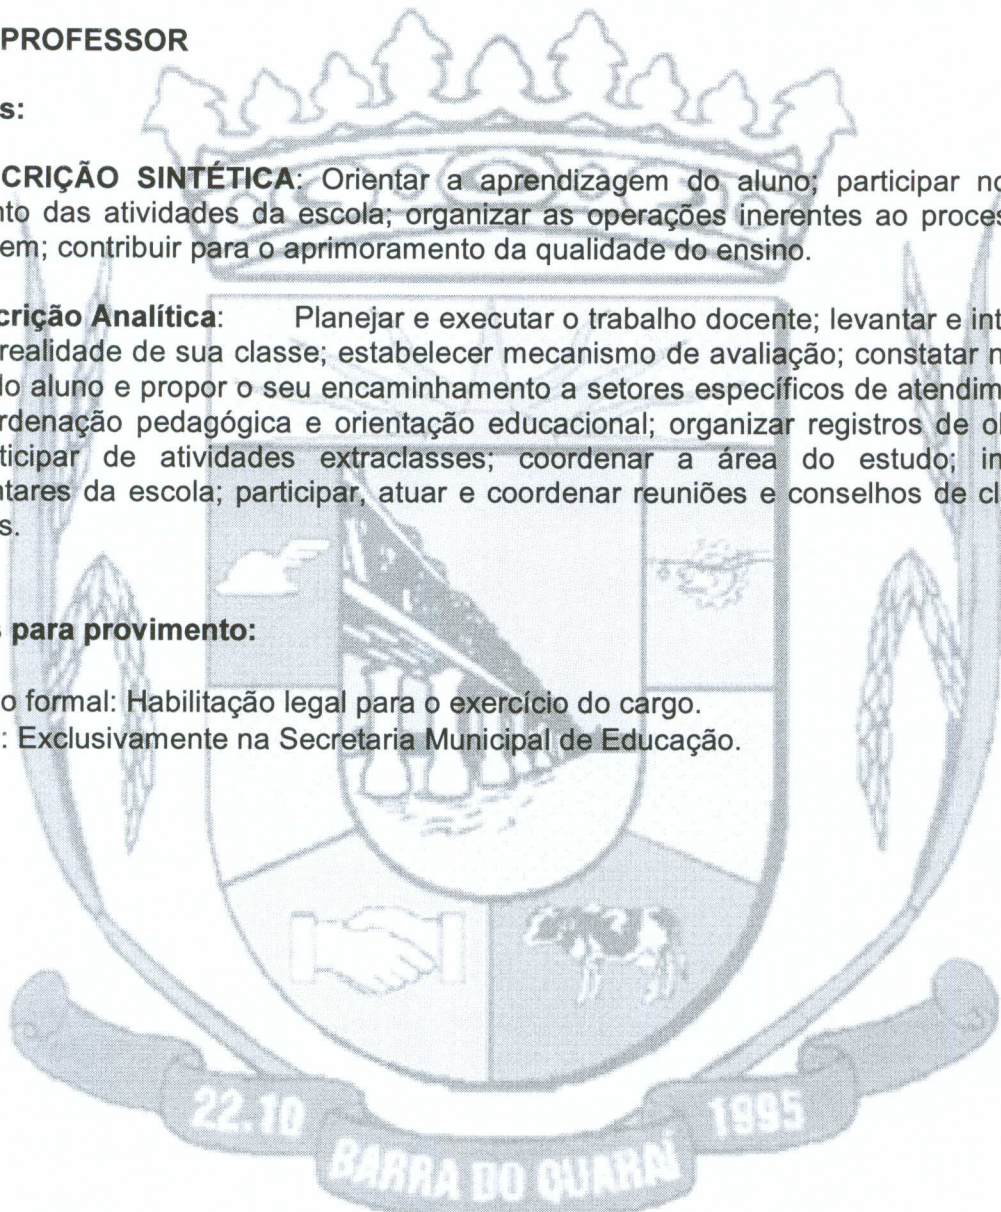 PROFESSOR
s:
CRIÇÃO SINTÉTICA: Orientar a aprendizagem do aluno; participar no
nto das atividades da escola; organizar as operações inerentes ao proces
em; contribuir para o aprimoramento da qualidade do ensino.
crição Analítica: Planejar e executar o trabalho docente; levantar e int
realidade de sua classe; estabelecer mecanismo de avaliação; constatar n
do aluno e propor o seu encaminhamento a setores específicos de atendim
rdenação pedagógica e orientação educacional; organizar registros de o
ticipar de atividades extraclasses; coordenar a área do estudo; in
ntares da escola; participar, atuar e coordenar reuniões e conselhos de cl
s.
para provimento:
o formal: Habilitação legal para o exercício do cargo.
: Exclusivamente na Secretaria Municipal de Educação.
22.10 1995
BARRA DO QUARAÍ